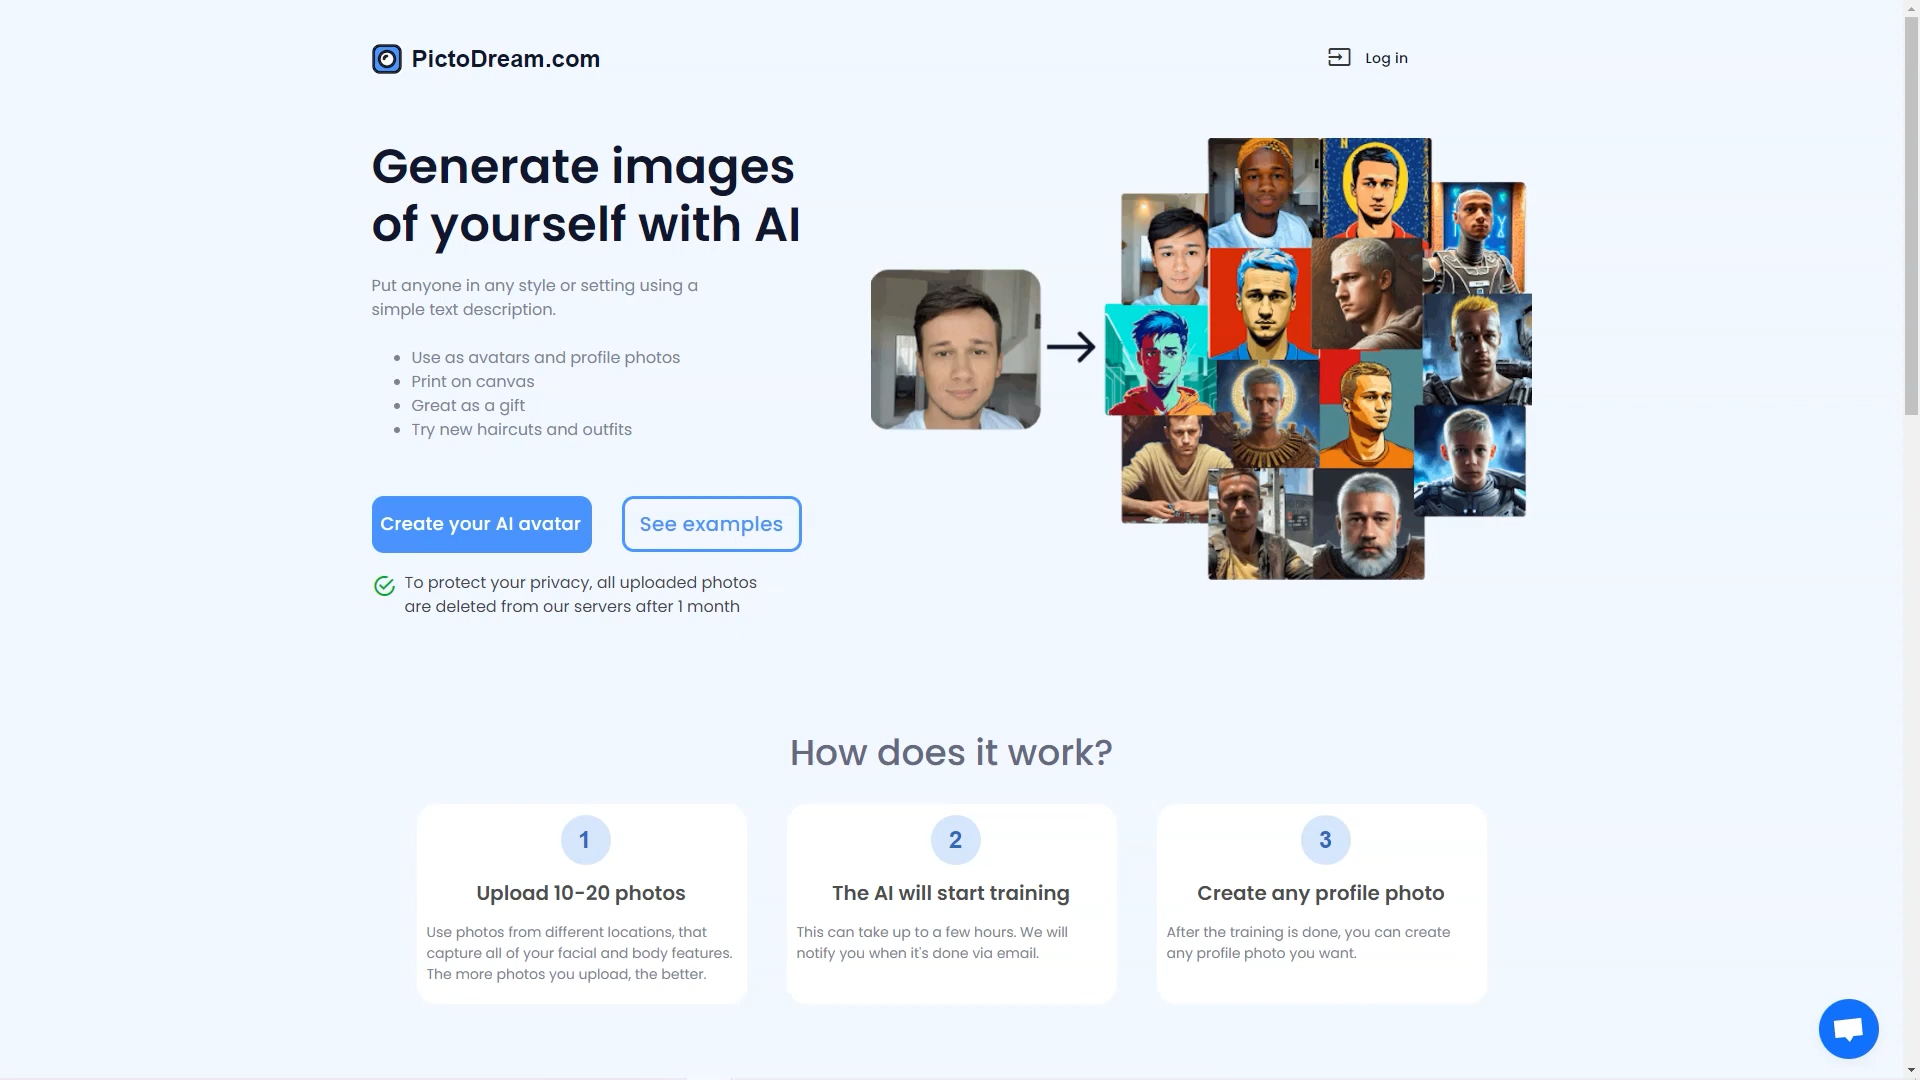 PictoDream.com
Log in
Generate images
of yourself with AI
Put anyone in any style or setting using a
simple text description.
Use as avatars and profile photos
Print on canvas
Great as a gift
Try new haircuts and outfits
Create your AI avatar
See examples
To protect your privacy, all uploaded photos
are deleted from our servers after 1 month
How does it work?
1
Upload 10-20 photos
Use photos from different locations, that
capture all of your facial and body features.
The more photos you upload, the better.
2
The AI will start training
This can take up to a few hours. We will
notify you when it's done via email.
3
Create any profile photo
After the training is done, you can create
any profile photo you want.